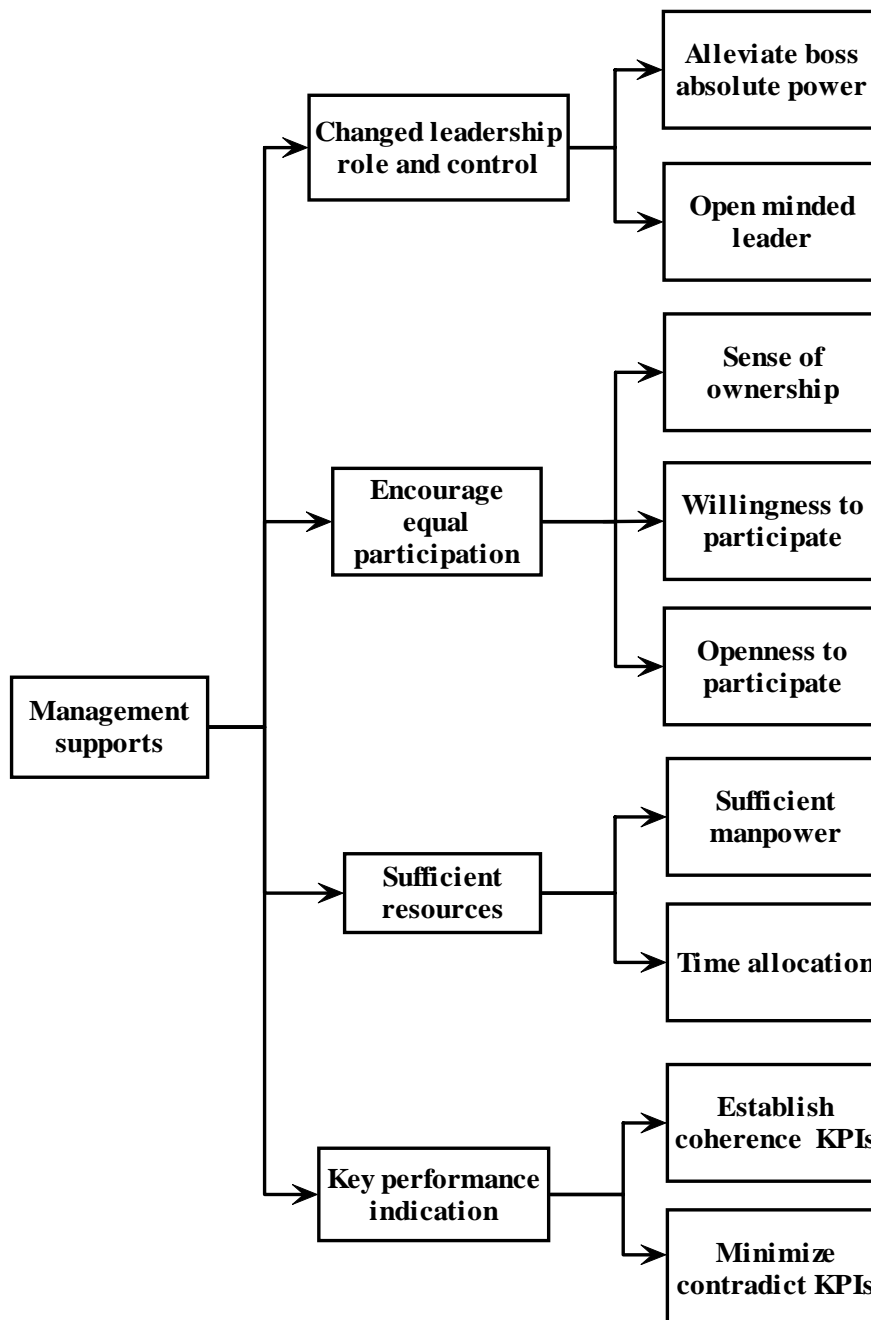 Alleviate boss
absolute power
Changed leadership
role and control
Open minded
leader
Sense of
ownership
Encourage
equal
participation
Willingness to
participate
Openness to
participate
Management
supports
Sufficient
manpower
Sufficient
resources
Time allocation
Establish
coherence KPIs
Key performance
indication
Minimize
contradict KPIs